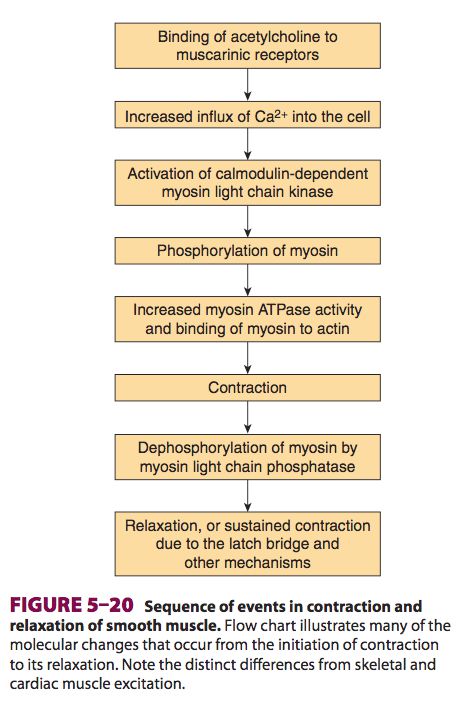 Binding of acetylcholine to
muscarinic receptors
Increased influx of Ca2+ into the cell
Activation of calmodulin-dependent
myosin light chain kinase
Phosphorylation of myosin
Increased myosin ATPase activity
and binding of myosin to actin
Contraction
Dephosphorylation of myosin by
myosin light chain phosphatase
Relaxation, or sustained contraction
due to the latch bridge and
other mechanisms
FIGURE 5–20 Sequence of events in contraction and
relaxation of smooth muscle. Flow chart illustrates many of the
molecular changes that occur from the initiation of contraction
to its relaxation. Note the distinct differences from skeletal and
cardiac muscle excitation.